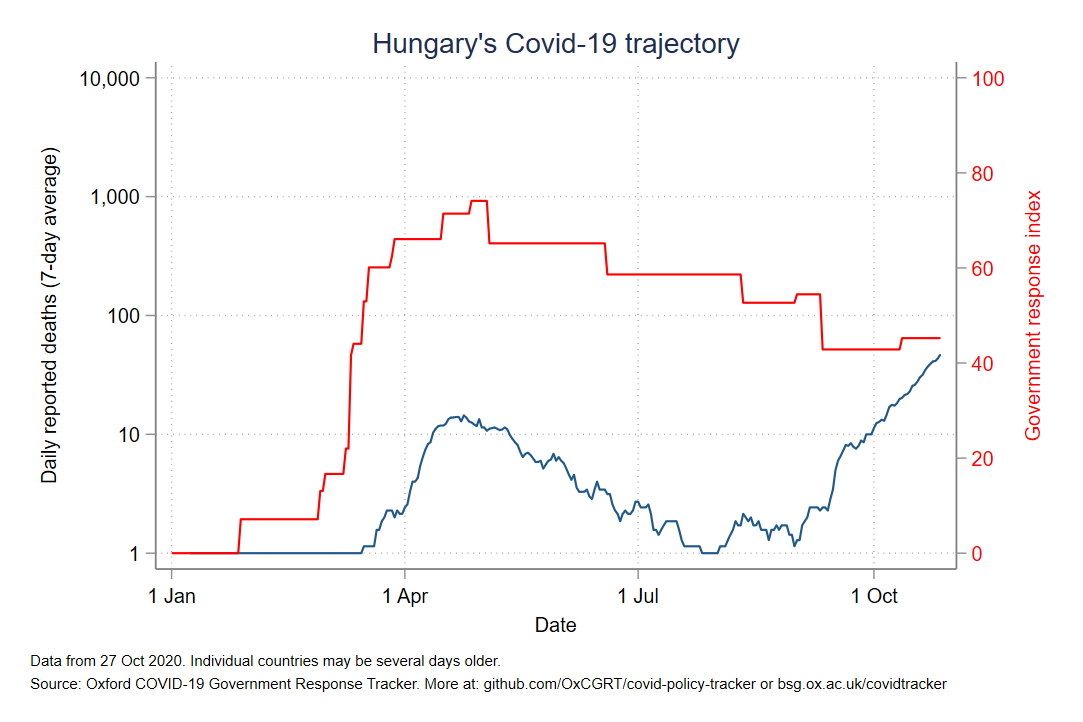 Hungary's Covid-19 trajectory
10,000
1,000
100
10
1
Daily reported deaths (7-day average)
100
80
60
40
20
0
Government response index
1 Jan
1 Apr
1 Jul
1 Oct
Date
Data from 27 Oct 2020. Individual countries may be several days older.
Source: Oxford COVID-19 Government Response Tracker. More at: github.com/OxCGRT/covid-policy-tracker or bsg.ox.ac.uk/covidtracker